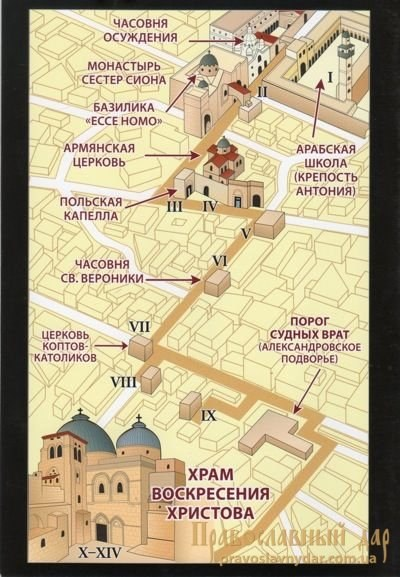 ЧАСОВНЯ
ОСУЖДЕНИЯ
МОНАСТЫРЬ
СЕСТЕР СИОНА
БАЗИЛИКА
«ECCE HOMO»
II
I
АРМЯНСКАЯ
ЦЕРКОВЬ
АРАБСКАЯ
ШКОЛА
(КРЕПОСТЬ
АНТОНИЯ)
ПОЛЬСКАЯ
КАПЕЛЛА
III
IV
V
ЧАСОВНЯ
СВ. ВЕРОНИКИ
VI
VII
ЦЕРКОВЬ
КОПТОВ-
КАТОЛИКОВ
ПОРОГ
СУДНЫХ ВРАТ
(АЛЕКСАНДРОВСКОЕ
ПОДВОРЬЕ)
VIII
IX
ХРАМ
ВОСКРЕСЕНИЯ
ХРИСТОВА
X–XIV
Православный дар
pravoslavnydar.com.ua